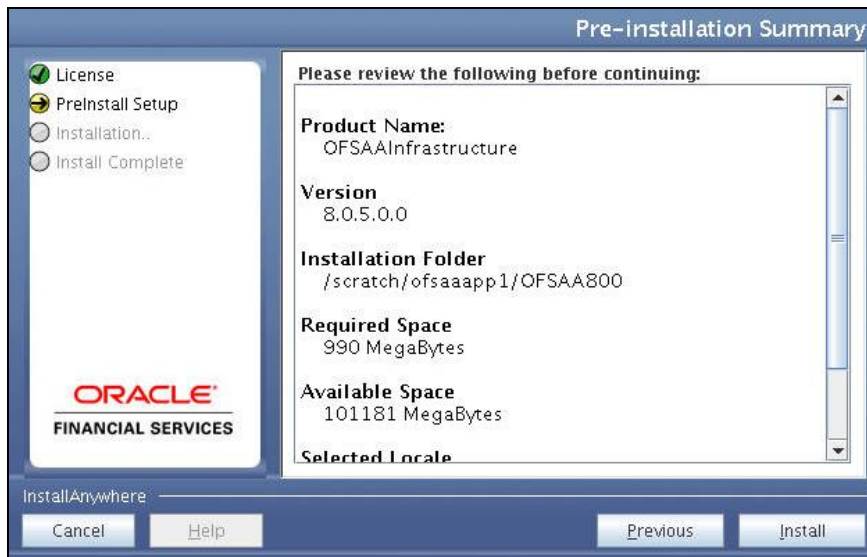 Pre-installation Summary
License
PreInstall Setup
Installation..
Install Complete
ORACLE
FINANCIAL SERVICES
Please review the following before continuing:
Product Name:
OFSAAInfrastructure
Version
8.0.5.0.0
Installation Folder
/scratch/ofsaaapp1/OFSAA800
Required Space
990 MegaBytes
Available Space
101181 MegaBytes
Selected Locale
InstallAnywhere
Cancel
Help
Previous
Install